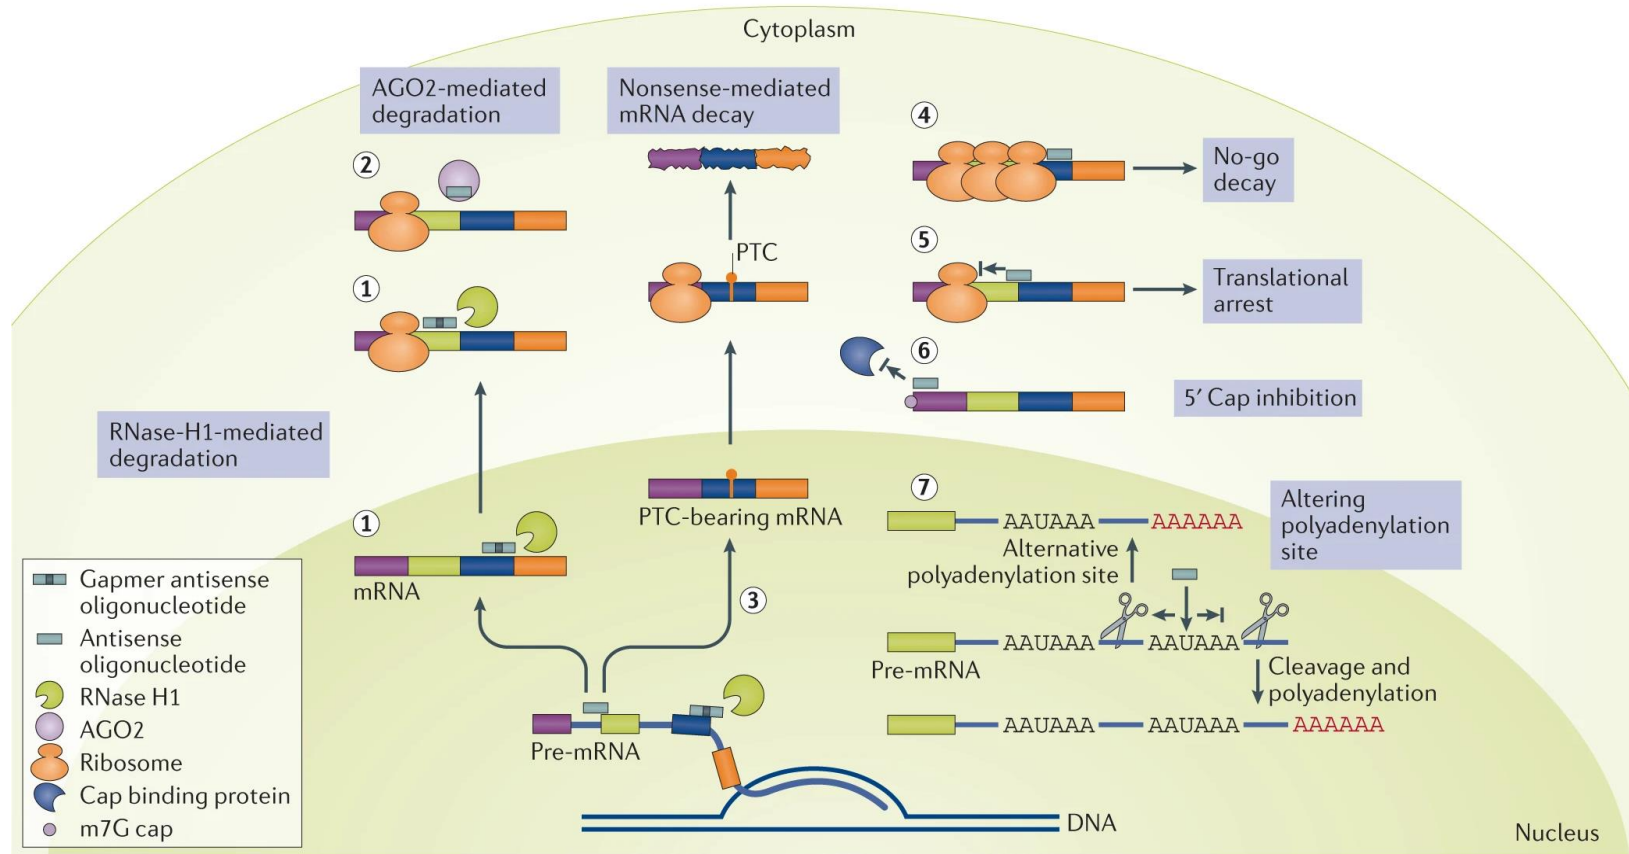 Cytoplasm
AGO2-mediated
degradation
Nonsense-mediated
mRNA decay
2
1
PTC
4
No-go
decay
5
Translational
arrest
6
5′ Cap inhibition
RNase-H1-mediated
degradation
1
mRNA
PTC-bearing mRNA
3
Pre-mRNA
DNA
7
AAUAAA
AAAAAA
Alternative
polyadenylation site
Altering
polyadenylation
site
AAUAAA
AAUAAA
Pre-mRNA
Cleavage and
polyadenylation
AAUAAA
AAUAAA
AAAAAA
Gapmer antisense
oligonucleotide
Antisense
oligonucleotide
RNase H1
AGO2
Ribosome
Cap binding protein
m7G cap
Nucleus